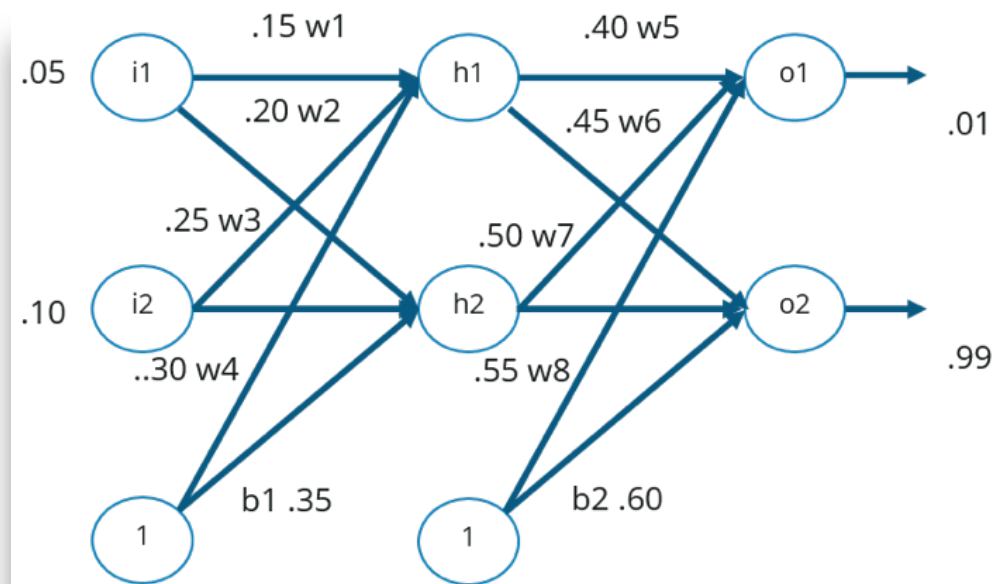 .15 w1
.40 w5
.05
i1
h1
o1
.20 w2
.45 w6
.01
.25 w3
.50 w7
.10
i2
h2
o2
..30 w4
.55 w8
.99
b1 .35
b2 .60
1
1